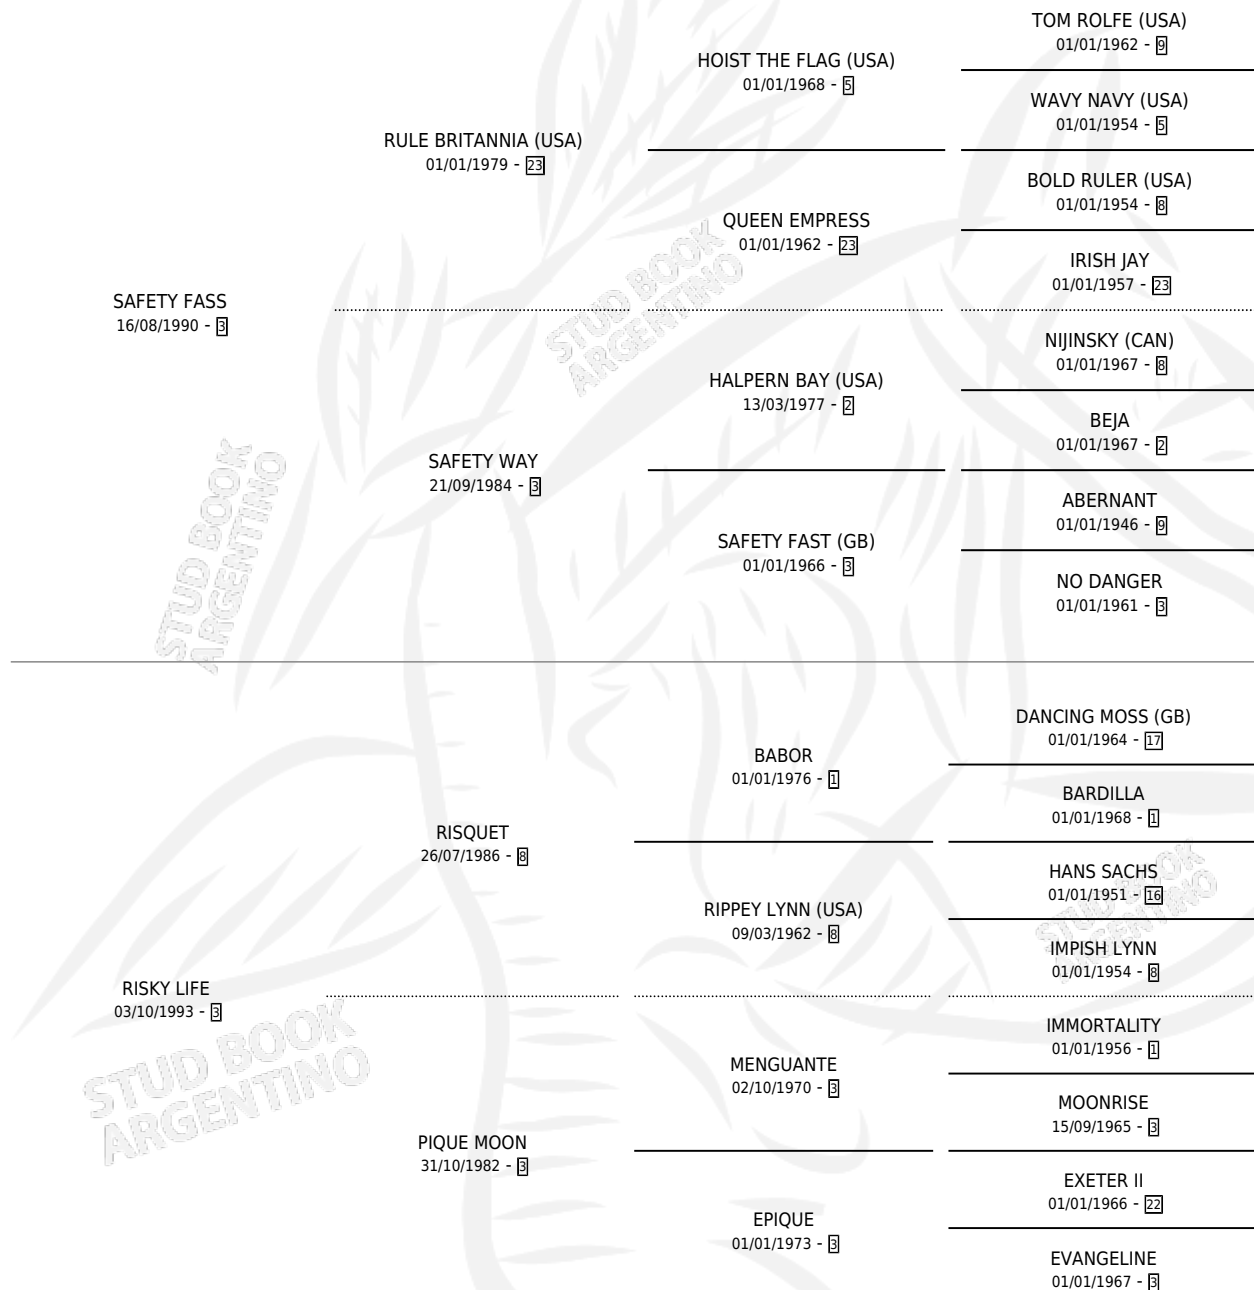 TOM ROLFE (USA)
01/01/1962 - 9
HOIST THE FLAG (USA)
01/01/1968 - 5
WAVY NAVY (USA)
01/01/1954 - 5
RULE BRITANNIA (USA)
01/01/1979 - 23
BOLD RULER (USA)
01/01/1954 - 8
QUEEN EMPRESS
01/01/1962 - 23
IRISH JAY
01/01/1957 - 23
SAFETY FASS
16/08/1990 - 3
NIJINSKY (CAN)
01/01/1967 - 8
HALPERN BAY (USA)
13/03/1977 - 2
BEJA
01/01/1967 - 2
SAFETY WAY
21/09/1984 - 3
ABERNANT
01/01/1946 - 9
SAFETY FAST (GB)
01/01/1966 - 3
NO DANGER
01/01/1961 - 3
STUD BOOK
ARGENTINO
STUD BOOK
ARGENTINO
DANCING MOSS (GB)
01/01/1964 - 17
BABOR
01/01/1976 - 1
BARDILLA
01/01/1968 - 1
RISQUET
26/07/1986 - 8
HANS SACHS
01/01/1951 - 16
RIPPEY LYNN (USA)
09/03/1962 - 8
IMPISH LYNN
01/01/1954 - 8
RISKY LIFE
03/10/1993 - 3
IMMORTALITY
01/01/1956 - 1
MENGUANTE
02/10/1970 - 3
MOONRISE
15/09/1965 - 3
PIQUE MOON
31/10/1982 - 3
EXETER II
01/01/1966 - 22
EPIQUE
01/01/1973 - 3
EVANGELINE
01/01/1967 - 3
STUD BOOK
ARGENTINO
STUD BOOK
ARGENTINO